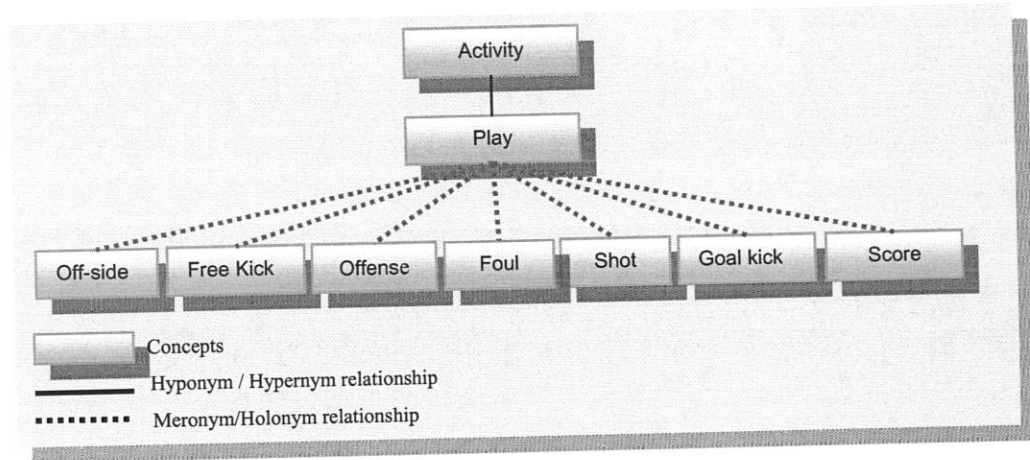 Activity
Play
Off-side
Free Kick
Offense
Foul
Shot
Goal kick
Score
Concepts
Hyponym / Hypernym relationship
Meronym/Holonym relationship